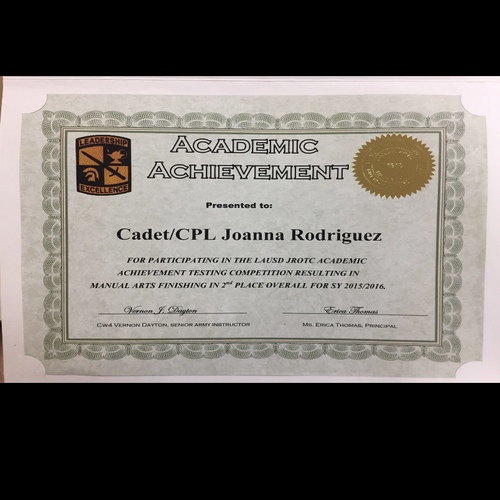 LEADERSHIP
EXCELLENCE
ACADEMIC
ACHIEVEMENT
Presented to:
Cadet/CPL Joanna Rodriguez
FOR PARTICIPATING IN THE LAUSD JROTC ACADEMIC
ACHIEVEMENT TESTING COMPETITION RESULTING IN
MANUAL ARTS FINISHING IN 2nd PLACE OVERALL FOR SY 2015/2016.
Vernon J. Dayton
Erica Thomas
CW4 VERNON DAYTON, SENIOR ARMY INSTRUCTOR
MS. ERICA THOMAS, PRINCIPAL